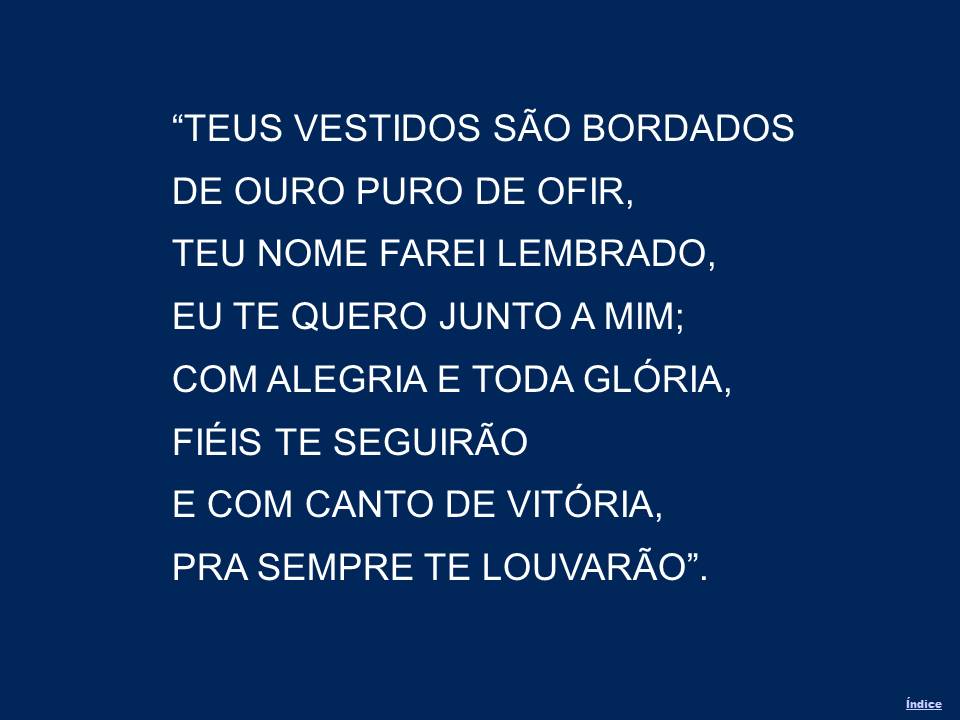 “TEUS VESTIDOS SÃO BORDADOS
DE OURO PURO DE OFIR,
TEU NOME FAREI LEMBRADO,
EU TE QUERO JUNTO A MIM;
COM ALEGRIA E TODA GLÓRIA,
FIÉIS TE SEGUIRÃO
E COM CANTO DE VITÓRIA,
PRA SEMPRE TE LOUVARÃO”.
Índice